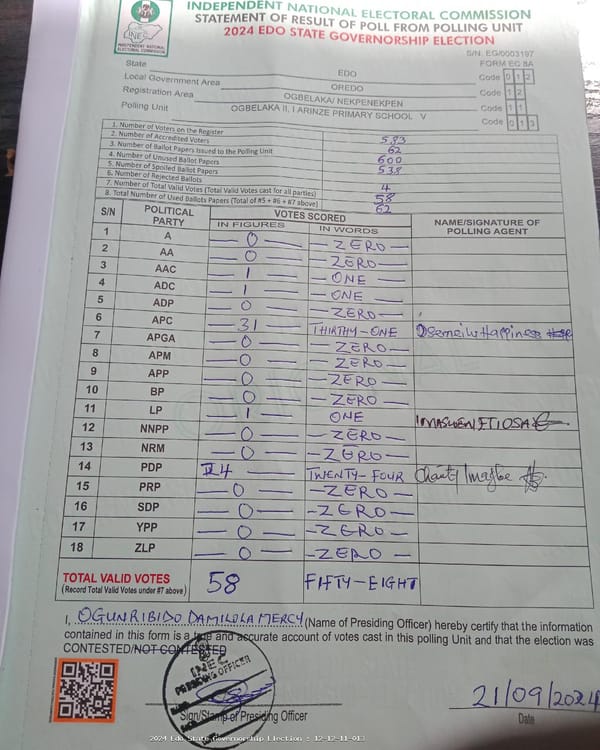 INDEPENDENT NATIONAL ELECTORAL COMMISSION
STATEMENT OF RESULT OF POLL FROM POLLING UNIT
2024 EDO STATE GOVERNORSHIP ELECTION
INEC
INDEPENDENT NATIONAL ELECTORAL COMMISSION
S/N: EG/0003197
FORM EC 8A
State EDO Code 0 1 2
Local Government Area OREDO Code 1 2
Registration Area OGBELAKA/ NEKPENEKPEN Code 1 1
Polling Unit OGBELAKA II, I ARINZE PRIMARY SCHOOL V Code 0 1 3
1. Number of Voters on the Register 583
2. Number of Accredited Voters 62
3. Number of Ballot Papers Issued to the Polling Unit 600
4. Number of Unused Ballot Papers 538
5. Number of Spoiled Ballot Papers
6. Number of Rejected Ballots 4
7. Number of Total Valid Votes (Total Valid Votes cast for all parties) 58
8. Total Number of Used Ballots Papers (Total of #5 + #6 + #7 above) 62
S/N POLITICAL PARTY VOTES SCORED NAME/SIGNATURE OF POLLING AGENT
IN FIGURES IN WORDS
1 A — 0 — — ZERO —
2 AA — 0 — — ZERO —
3 AAC — 1 — — ONE —
4 ADC — 1 — — ONE —
5 ADP — 0 — — ZERO —
6 APC — 31 — THIRTHY-ONE Happiness
7 APGA — 0 — — ZERO —
8 APM — 0 — — ZERO —
9 APP — 0 — — ZERO —
10 BP — 0 — — ZERO —
11 LP — 1 — ONE
12 NNPP — 0 — — ZERO —
13 NRM — 0 — — ZERO —
14 PDP 24 — TWENTY-FOUR
15 PRP — 0 — — ZERO —
16 SDP — 0 — — ZERO —
17 YPP — 0 — — ZERO —
18 ZLP — 0 — — ZERO —
TOTAL VALID VOTES 58 FIFTY-EIGHT
(Record Total Valid Votes under #7 above)
I, OGUNRIBIDO DAMILOLA MERCY (Name of Presiding Officer) hereby certify that the information
contained in this form is a true and accurate account of votes cast in this polling Unit and that the election was
CONTESTED/NOT CONTESTED
INEC
PRESIDING OFFICER
21/09/2024
Sign/Stamp of Presiding Officer Date
2024 Edo State Governorship Election : 12-12-11-013